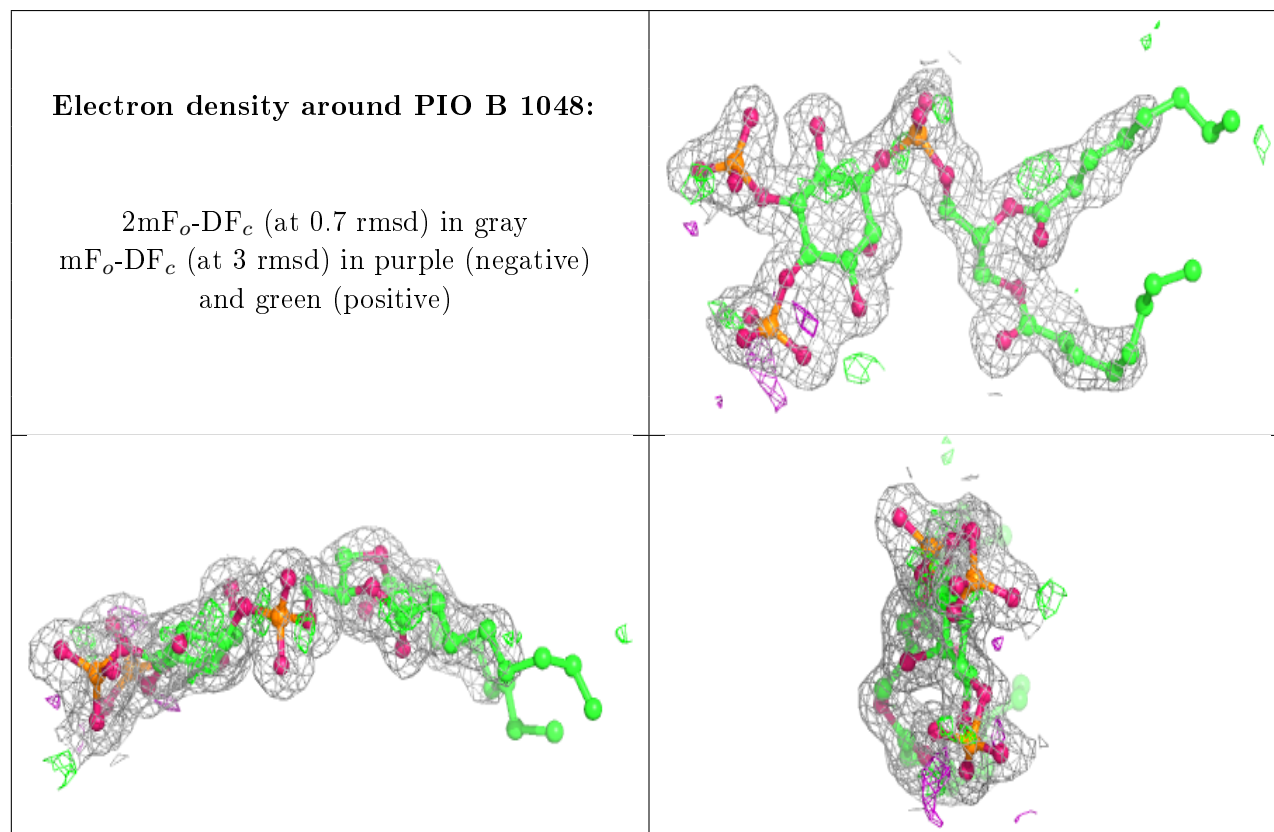 Electron density around PIO B 1048:
2mFo-DFc (at 0.7 rmsd) in gray
mFo-DFc (at 3 rmsd) in purple (negative)
and green (positive)